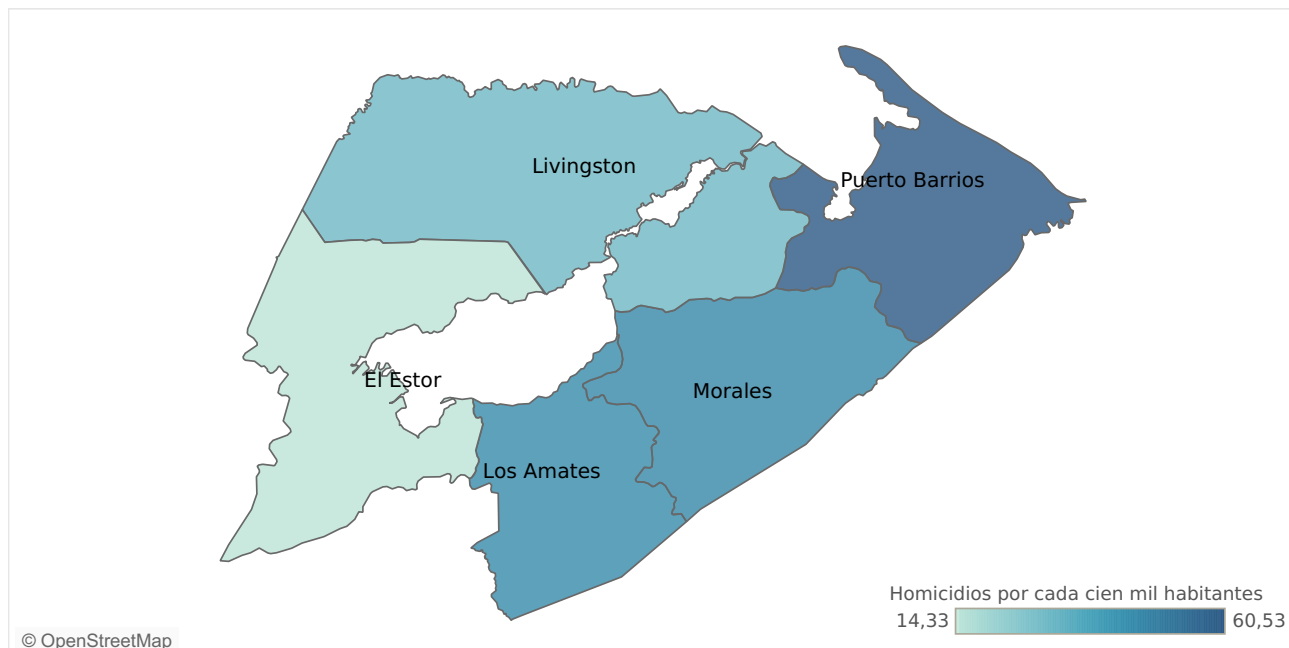 Livingston
Puerto Barrios
El Estor
Morales
Los Amates
Homicidios por cada cien mil habitantes
14,33 60,53
© OpenStreetMap